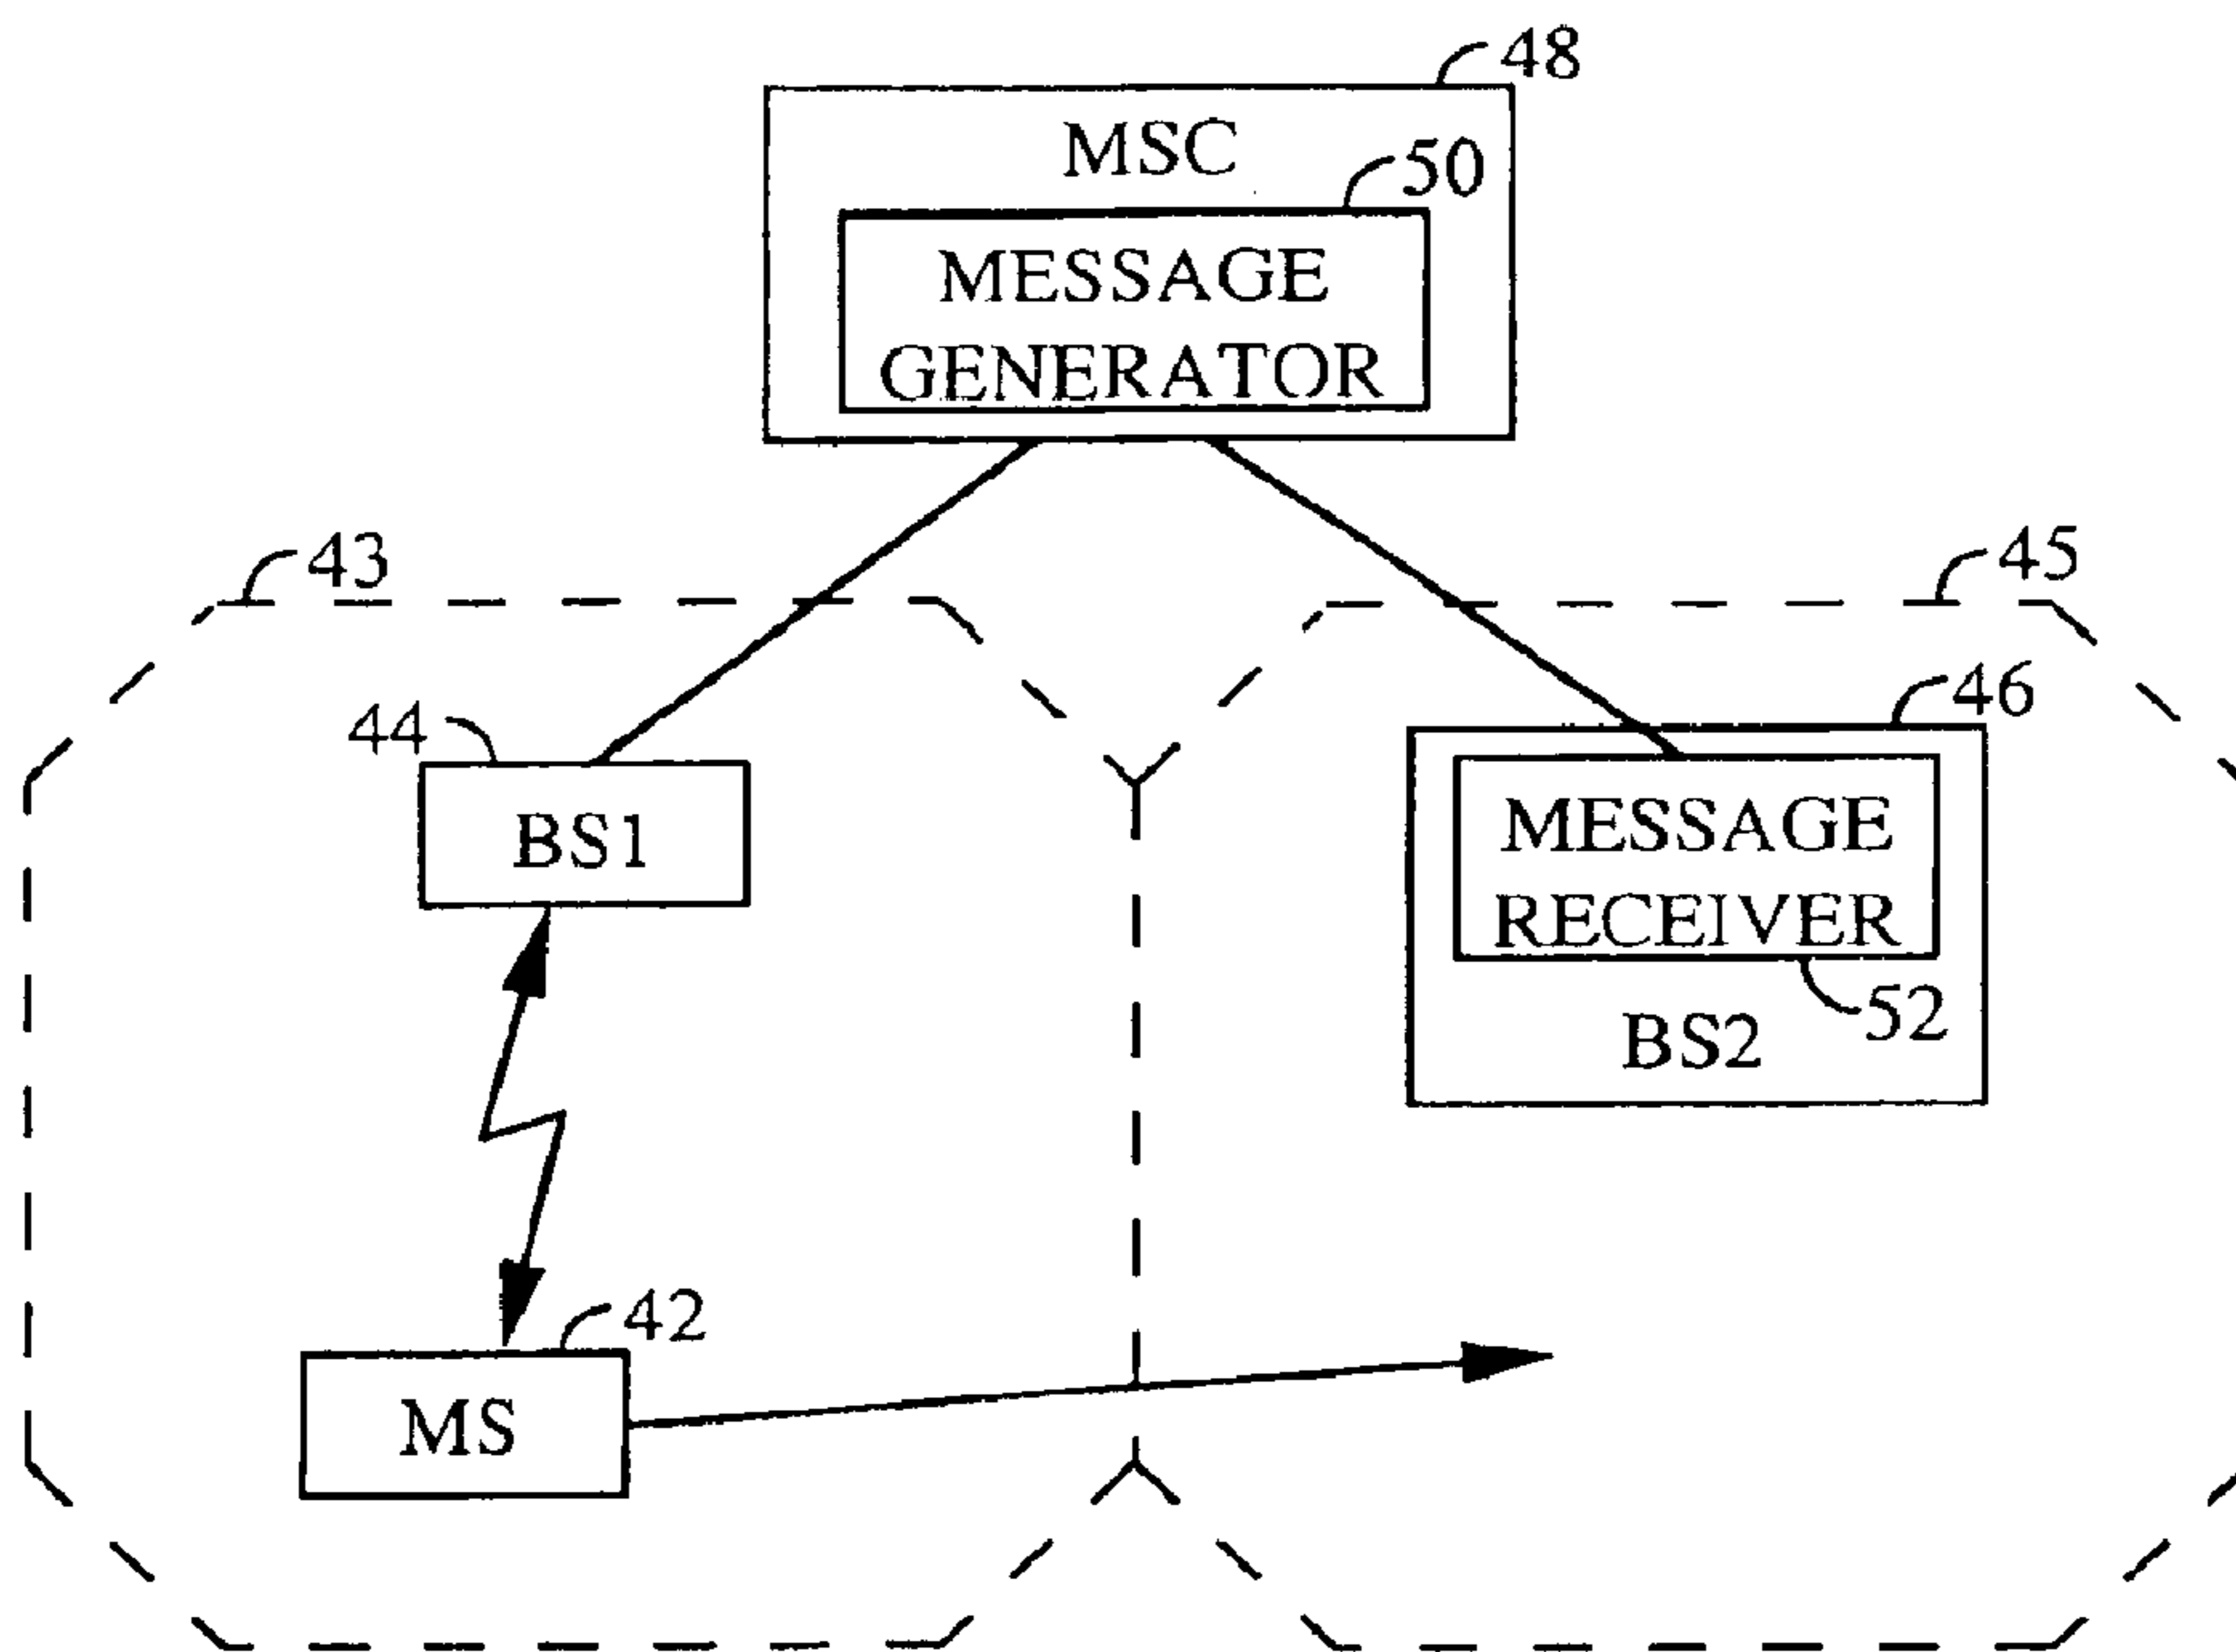 48
MSC
50
MESSAGE
GENERATOR
43
45
44
46
BS1
MESSAGE
RECEIVER
52
BS2
42
MS